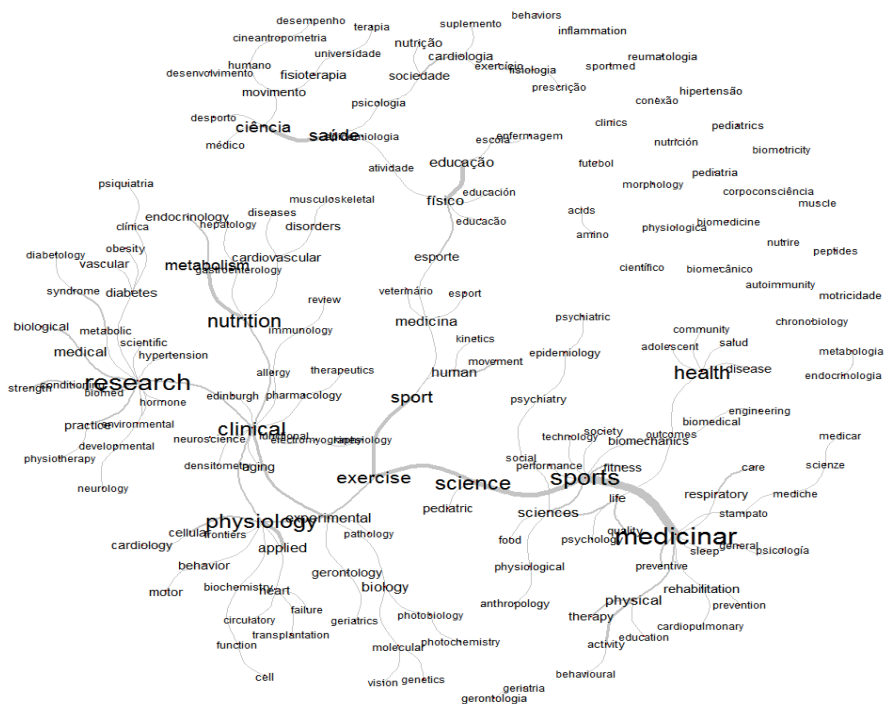 behaviors
desempenho
suplemento
terapia
inflammation
cineantropometria
nutrição
universidade
cardiologia
reumatologia
humano
exercício
desenvolvimento
fisioterapia
sociedade
fisiologia
sportmed
prescrição
hipertensão
movimento
psicologia
conexão
desporto
ciência
saúde
epidemiologia
enfermagem
clinics
pediatrics
escola
médico
nutrición
biomotricity
educação
futebol
atividade
pediatria
psiquiatria
morphology
corpoconsciência
educación
muscle
musculoskeletal
físico
acids
endocrinology
diseases
clínica
hepatology
disorders
educacão
physiological
biomedicine
amino
nutrire
obesity
peptides
diabetology
vascular
metabolism
cardiovascular
esporte
gastroenterology
científico
biomecânico
syndrome
diabetes
veterinário
esport
autoimmunity
motricidade
review
nutrition
medicina
psychiatric
chronobiology
biological
metabolic
immunology
community
kinetics
scientific
adolescent
salud
medical
hypertension
movement
epidemiology
metabologia
allergy
therapeutics
human
health
disease
endocrinologia
research
strength
conditioning
biomed
edinburgh
pharmacology
sport
psychiatry
hormone
engineering
practice
environmental
clinical
society
biomedical
neuroscience
functional
electromyography
kinesiology
technology
biomechanics
outcomes
medicar
developmental
physiotherapy
densitometry
aging
social
performance
fitness
care
scienze
neurology
exercise
science
sports
respiratory
life
mediche
pediatric
sciences
stampato
physiology
experimental
cellular
frontiers
pathology
quality
medicinar
cardiology
applied
food
psychology
sleep
general
psicología
behavior
physiological
preventive
gerontology
biology
biochemistry
heart
rehabilitation
motor
anthropology
physical
prevention
failure
photobiology
therapy
circulatory
geriatrics
cardiopulmonary
transplantation
education
function
molecular
photochemistry
activity
cell
vision
genetics
behavioural
geriatria
gerontologia